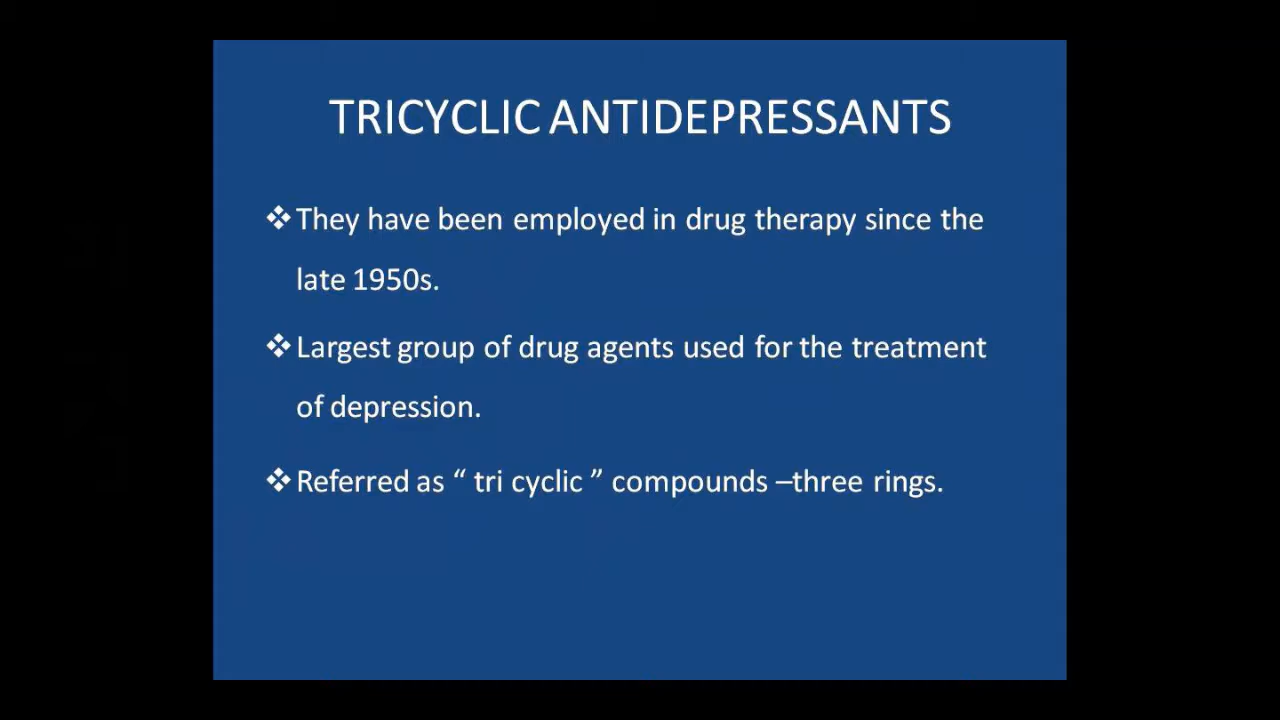 TRICYCLIC ANTIDEPRESSANTS
❖They have been employed in drug therapy since the
late 1950s.
❖Largest group of drug agents used for the treatment
of depression.
❖Referred as “ tri cyclic ” compounds –three rings.